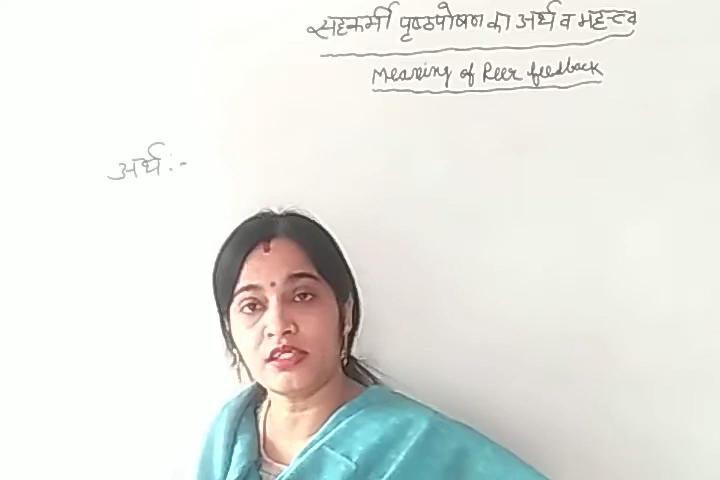 सहकर्मी पृष्ठपोषण का अर्थ व महत्व
Meaning of Peer feedback
अर्थ :-